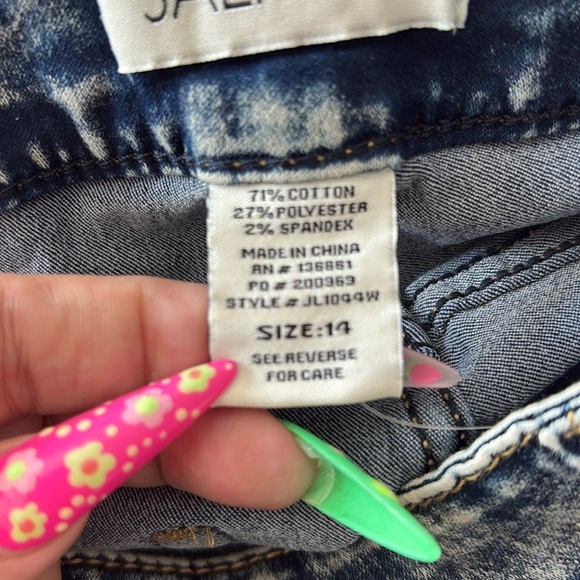 71% COTTON
27% POLYESTER
2% SPANDEX
MADE IN CHINA
RN # 136861
PO # 200969
STYLE # JL1044W
SIZE:14
SEE REVERSE
FOR CARE